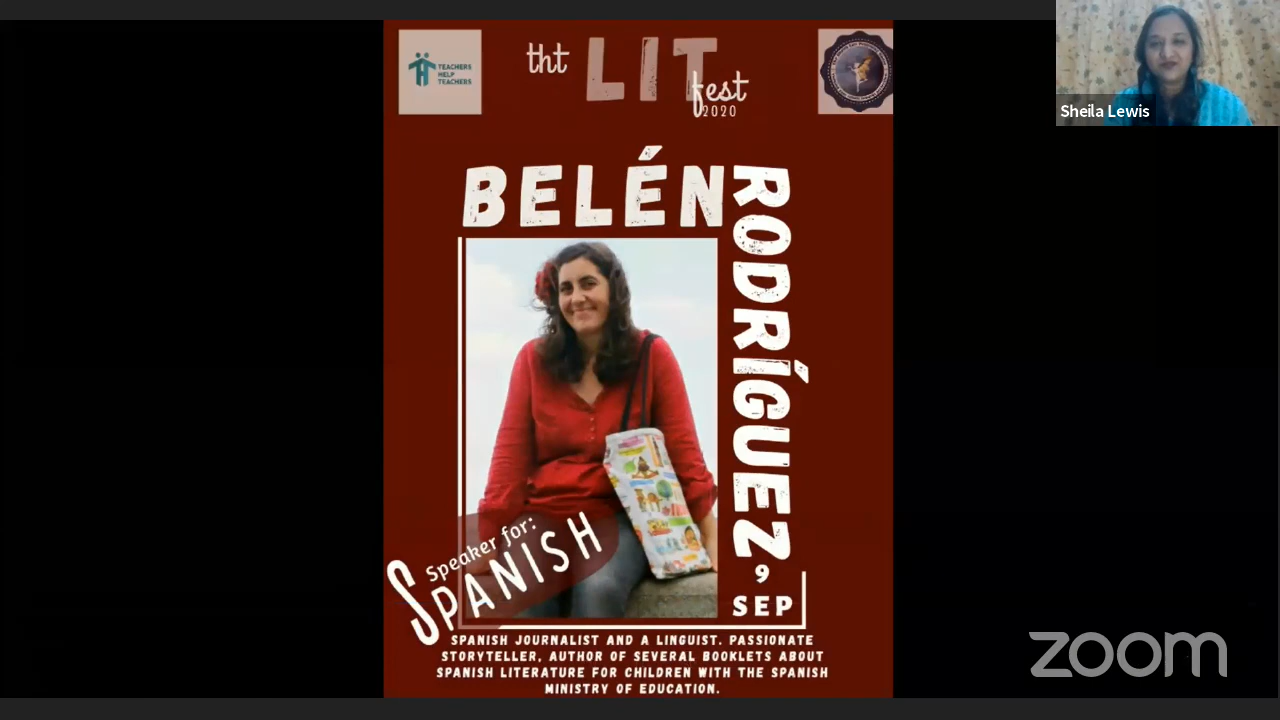 TEACHERS
HELP
TEACHERS
tht LIT
fest
2020
Sheila Lewis
BELÉN
RODRÍGUEZ
Speaker for:
SPANISH
9
SEP
SPANISH JOURNALIST AND A LINGUIST. PASSIONATE
STORYTELLER, AUTHOR OF SEVERAL BOOKLETS ABOUT
SPANISH LITERATURE FOR CHILDREN WITH THE SPANISH
MINISTRY OF EDUCATION.
zoom